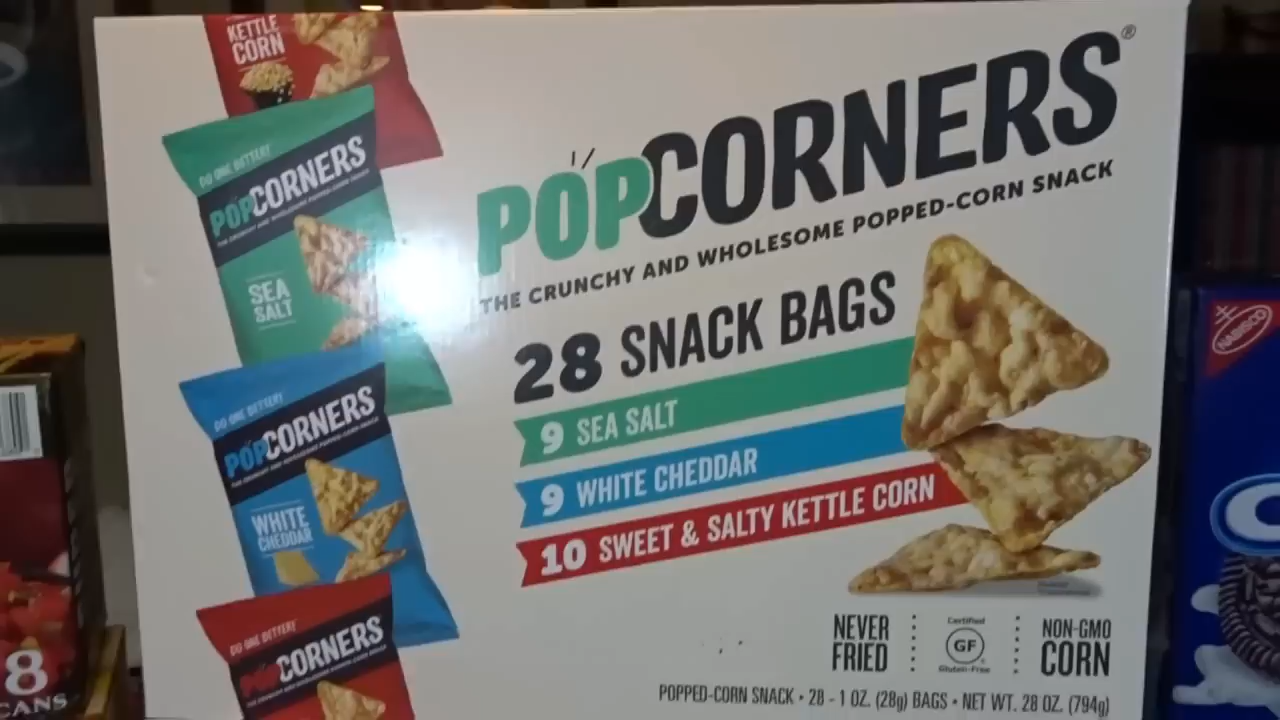 KETTLE
CORN
DO ONE BETTER!
POPCORNERS
SEA
SALT
DO ONE BETTER!
POPCORNERS
WHITE
CHEDDAR
DO ONE BETTER!
POPCORNERS
POPCORNERS®
THE CRUNCHY AND WHOLESOME POPPED-CORN SNACK
28 SNACK BAGS
9 SEA SALT
9 WHITE CHEDDAR
10 SWEET & SALTY KETTLE CORN
NEVER
FRIED
Certified
GF
Gluten-Free
NON-GMO
CORN
POPPED-CORN SNACK • 28 - 1 OZ. (28g) BAGS • NET WT. 28 OZ. (794g)
8
CANS
NABISCO